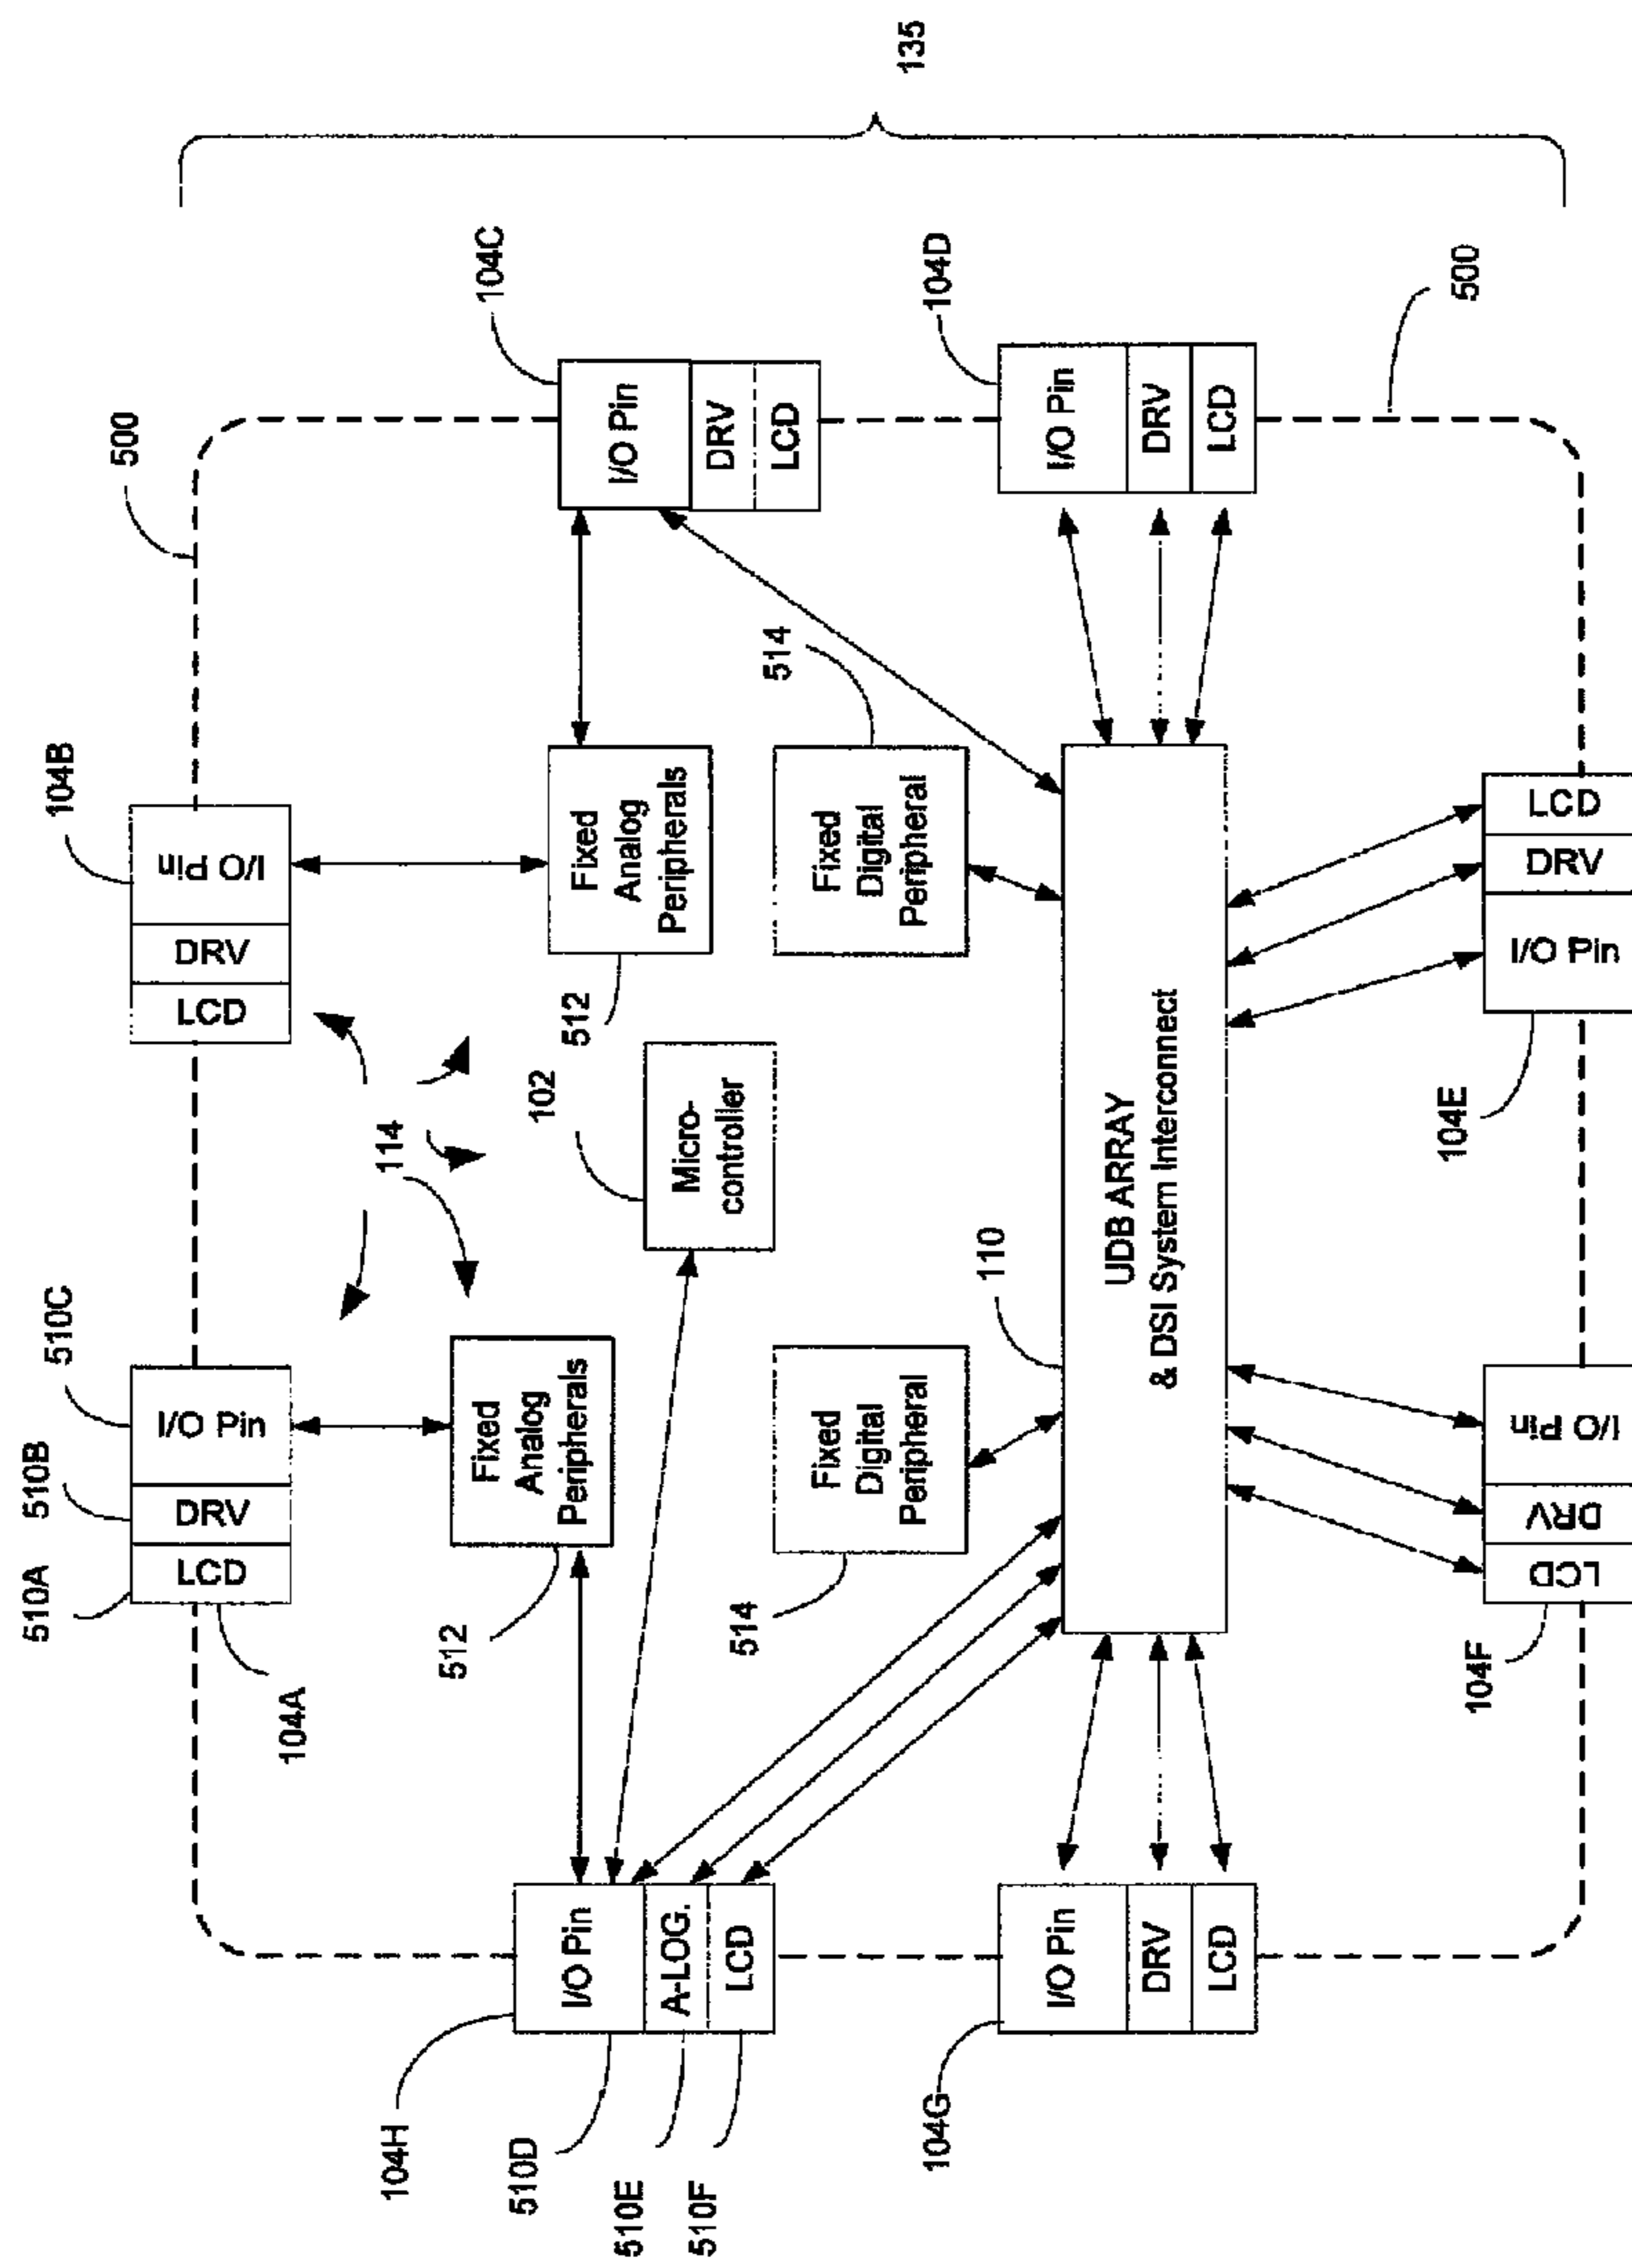 135
500
510C
510B
510A
I/O Pin
DRV
LCD
104A
104B
I/O Pin
DRV
LCD
114
104C
I/O Pin
DRV
LCD
104H
I/O Pin
A-LOG.
LCD
510D
510E
510F
Fixed
Analog
Peripherals
512
Fixed
Analog
Peripherals
512
102
Micro-
controller
514
Fixed
Digital
Peripheral
514
Fixed
Digital
Peripheral
110
UDB ARRAY
& DSI System Interconnect
104G
I/O Pin
DRV
LCD
104D
I/O Pin
DRV
LCD
500
104F
LCD
DRV
I/O Pin
104E
I/O Pin
DRV
LCD